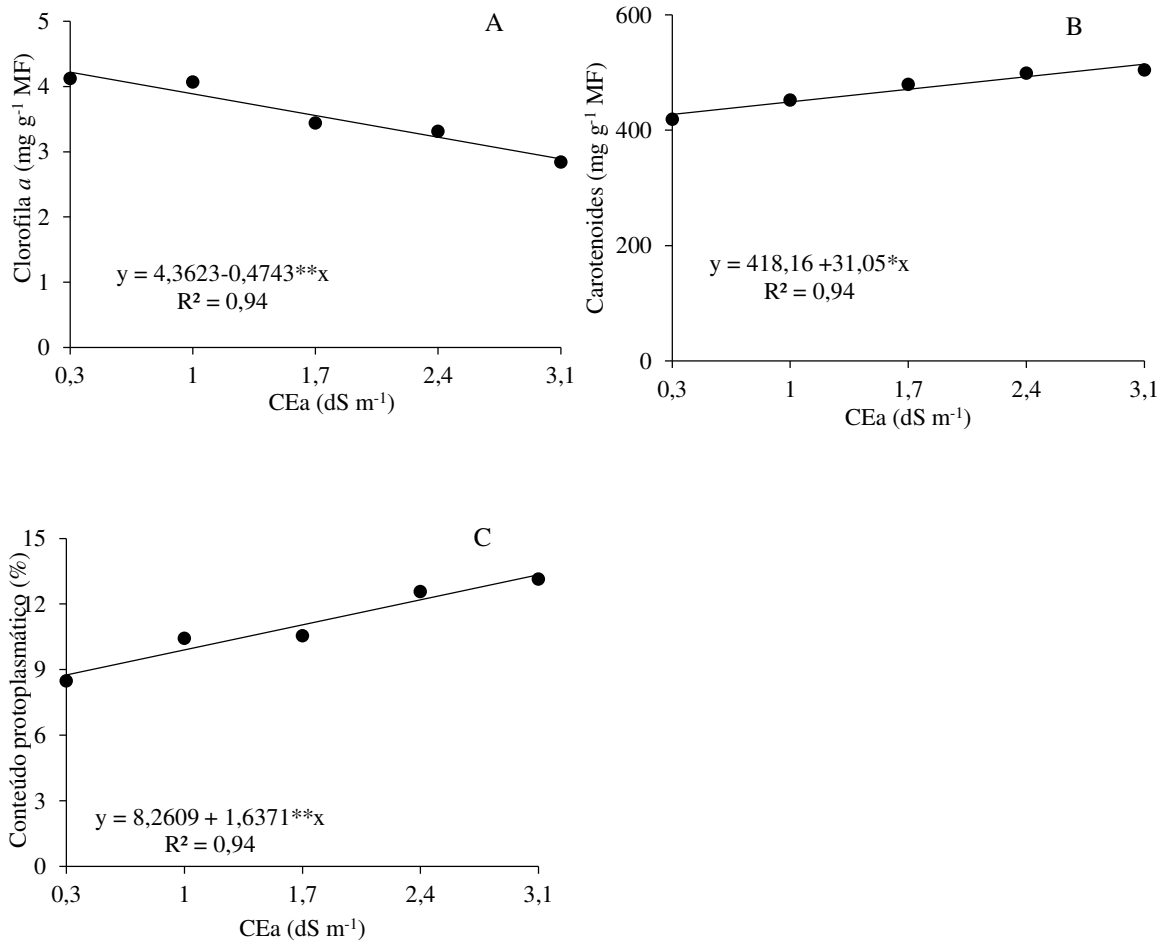 A
Clorofila a (mg g-1 MF)
5
4
3
2
1
0
y = 4,3623-0,4743**x
R² = 0,94
0,3 1 1,7 2,4 3,1
CEa (dS m-1)
B
Carotenoides (mg g-1 MF)
600
400
200
0
y = 418,16 +31,05*x
R² = 0,94
0,3 1 1,7 2,4 3,1
CEa (dS m-1)
C
Conteúdo protoplasmático (%)
15
12
9
6
3
0
y = 8,2609 + 1,6371**x
R² = 0,94
0,3 1 1,7 2,4 3,1
CEa (dS m-1)